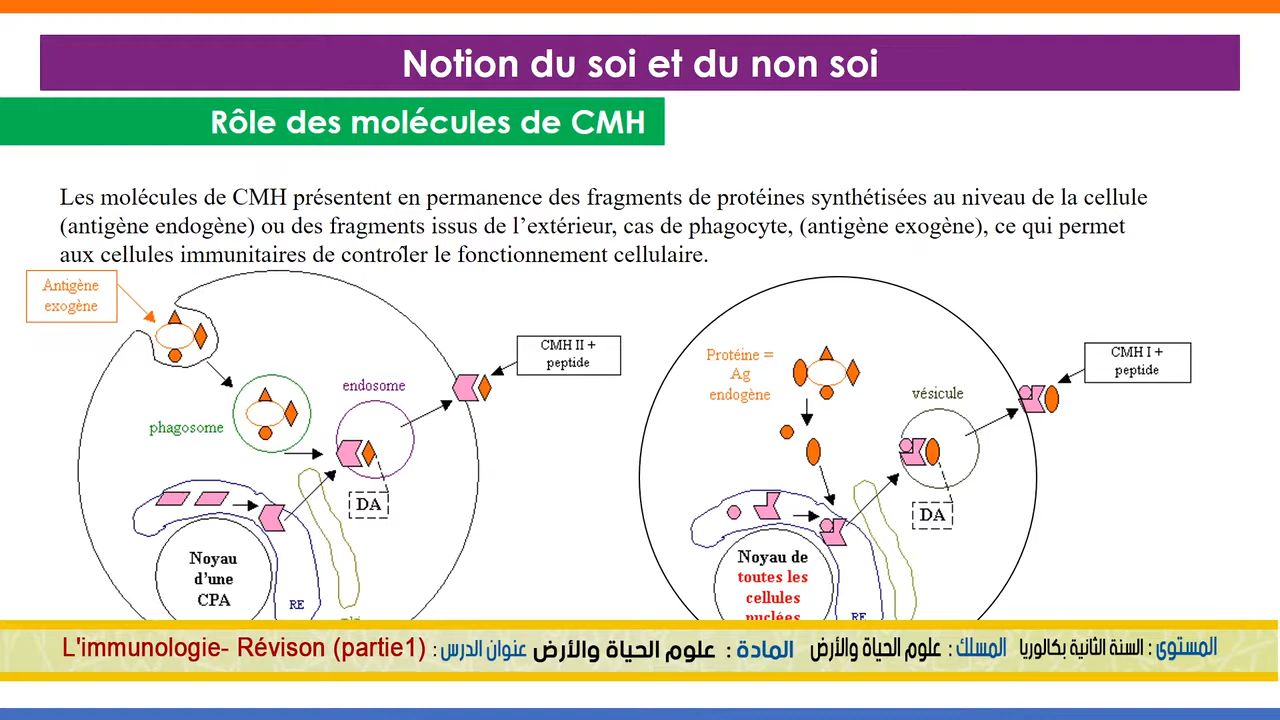 Notion du soi et du non soi
Rôle des molécules de CMH
Les molécules de CMH présentent en permanence des fragments de protéines synthétisées au niveau de la cellule
(antigène endogène) ou des fragments issus de l'extérieur, cas de phagocyte, (antigène exogène), ce qui permet
aux cellules immunitaires de contrôler le fonctionnement cellulaire.
Antigène
exogène
CMH II +
peptide
endosome
phagosome
DA
Noyau
d'une
CPA
RE
Protéine =
Ag
endogène
CMH I +
peptide
vésicule
DA
Noyau de
toutes les
cellules
nuclées
RE
المستوى : السنة الثانية بكالوريا المسلك : علوم الحياة والأرض المادة : علوم الحياة والأرض عنوان الدرس : L'immunologie- Révison (partie1)